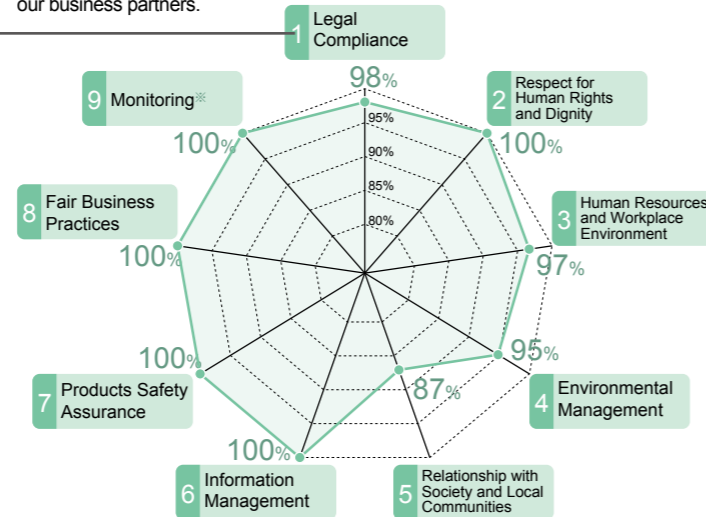 our business partners.
1 Legal
Compliance
98%
9 Monitoring※
100%
2 Respect for
Human Rights
and Dignity
100%
95%
90%
85%
80%
8 Fair Business
Practices
100%
3 Human Resources
and Workplace
Environment
97%
7 Products Safety
Assurance
100%
95%
4 Environmental
Management
87%
6 Information
Management
100%
5 Relationship with
Society and Local
Communities